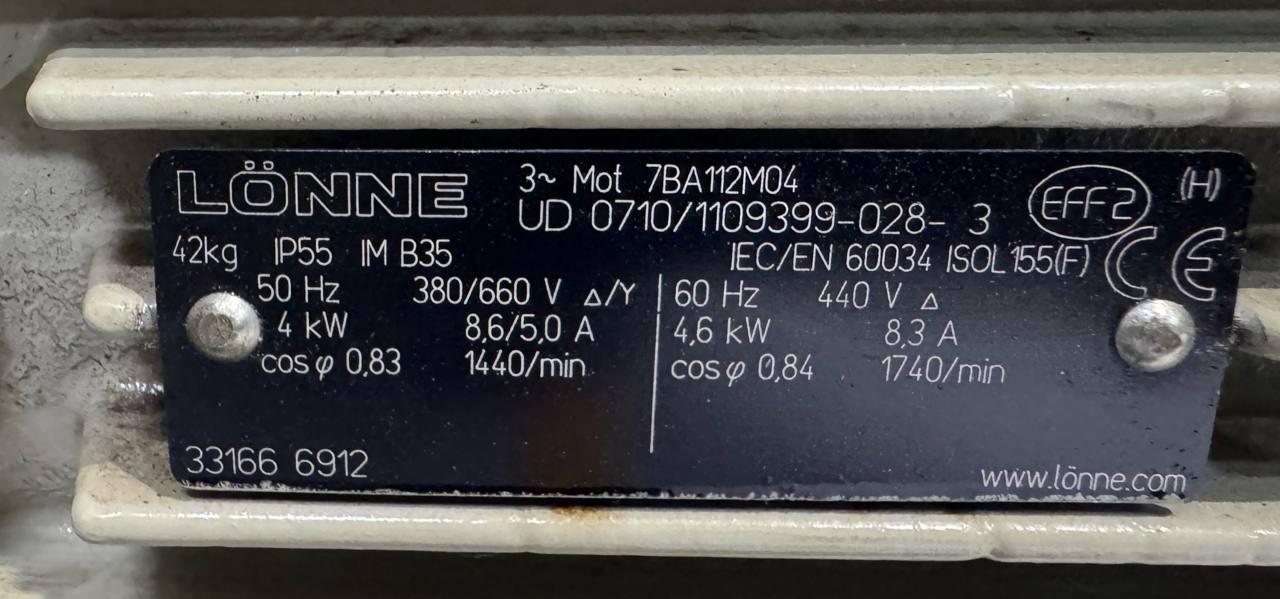 LÖNNE
3~ Mot 7BA112M04
UD 0710/1109399-028- 3
EFF 2
(H)
42kg IP55 IM B35
IEC/EN 60034 ISOL 155(F)
CE
50 Hz 380/660 V Δ/Y
60 Hz 440 V Δ
4 kW 8,6/5,0 A
4,6 kW 8,3 A
cos φ 0,83 1440/min
cos φ 0,84 1740/min
33166 6912
www.lönne.com